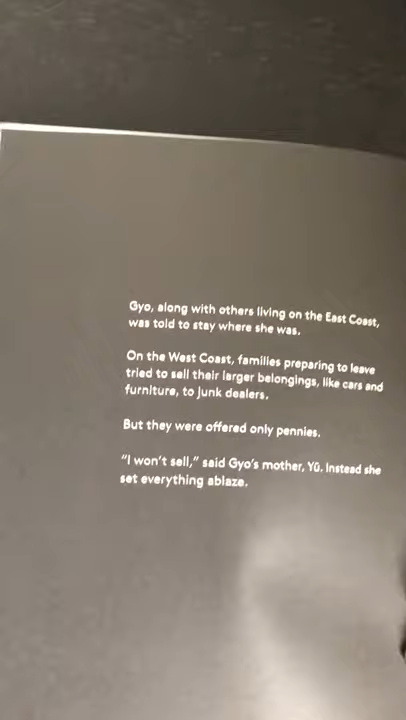 Gyo, along with others living on the East Coast,
was told to stay where she was.
On the West Coast, families preparing to leave
tried to sell their larger belongings, like cars and
furniture, to junk dealers.
But they were offered only pennies.
“I won’t sell,” said Gyo’s mother, Yū. Instead she
set everything ablaze.